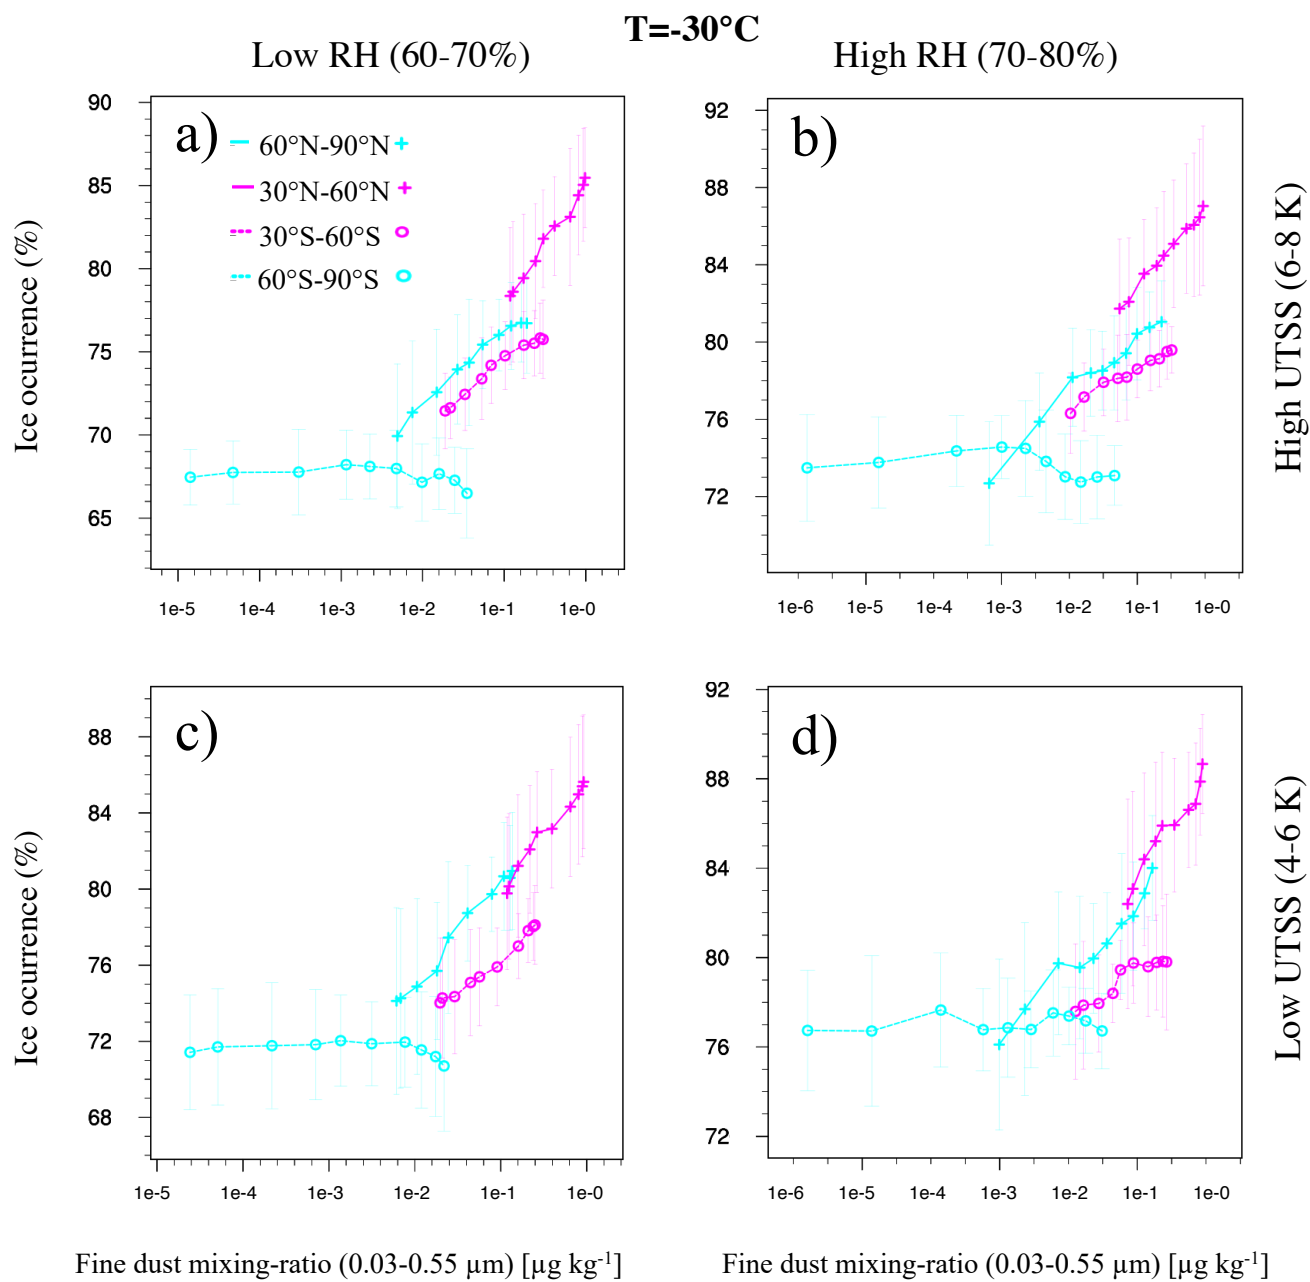 T=-30°C
Low RH (60-70%)
High RH (70-80%)
a)
60°N-90°N
30°N-60°N
30°S-60°S
60°S-90°S
90
85
80
75
70
65
Ice ocurrence (%)
1e-5 1e-4 1e-3 1e-2 1e-1 1e-0
b)
92
88
84
80
76
72
1e-6 1e-5 1e-4 1e-3 1e-2 1e-1 1e-0
High UTSS (6-8 K)
c)
88
84
80
76
72
68
Ice ocurrence (%)
1e-5 1e-4 1e-3 1e-2 1e-1 1e-0
Fine dust mixing-ratio (0.03-0.55 µm) [µg kg⁻¹]
d)
92
88
84
80
76
72
1e-6 1e-5 1e-4 1e-3 1e-2 1e-1 1e-0
Low UTSS (4-6 K)
Fine dust mixing-ratio (0.03-0.55 µm) [µg kg⁻¹]